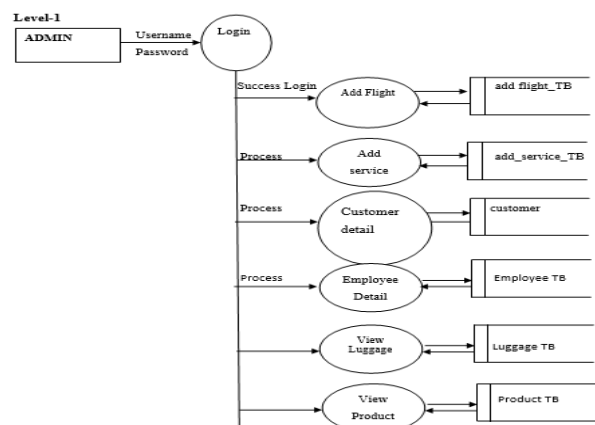 Level-1
ADMIN
Username
Password
Login
Success Login
Add Flight
add flight_TB
Process
Add
service
add_service_TB
Process
Customer
detail
customer
Process
Employee
Detail
Employee TB
View
Luggage
Luggage TB
View
Product
Product TB